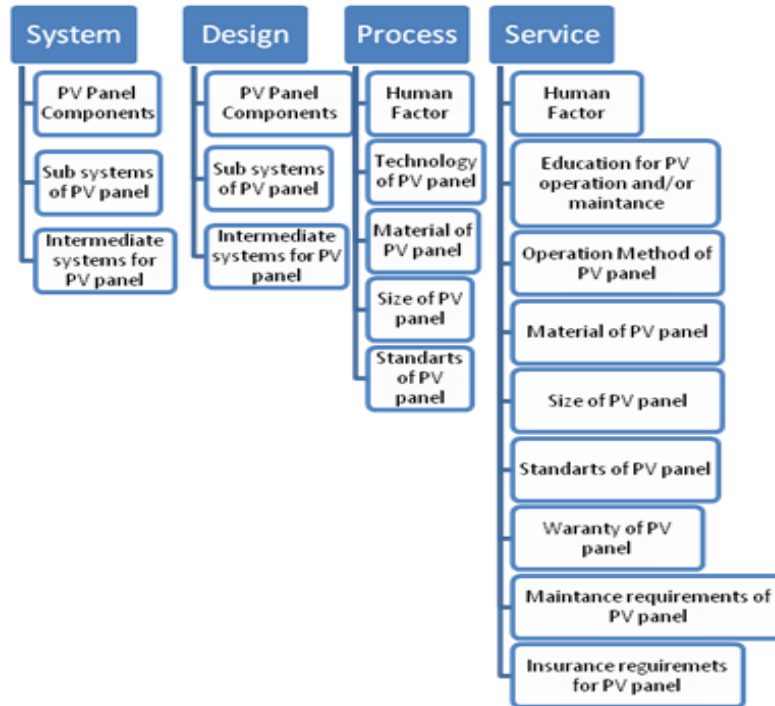 System
PV Panel
Components
Sub systems
of PV panel
Intermediate
systems for
PV panel
Design
PV Panel
Components
Sub systems
of PV panel
Intermediate
systems for PV
panel
Process
Human
Factor
Technology
of PV panel
Material of
PV panel
Size of PV
panel
Standarts
of PV
panel
Service
Human
Factor
Education for PV
operation and/or
maintance
Operation Method of
PV panel
Material of PV panel
Size of PV panel
Standarts of PV panel
Waranty of PV
panel
Maintance requirements of
PV panel
Insurance reguiremets
for PV panel